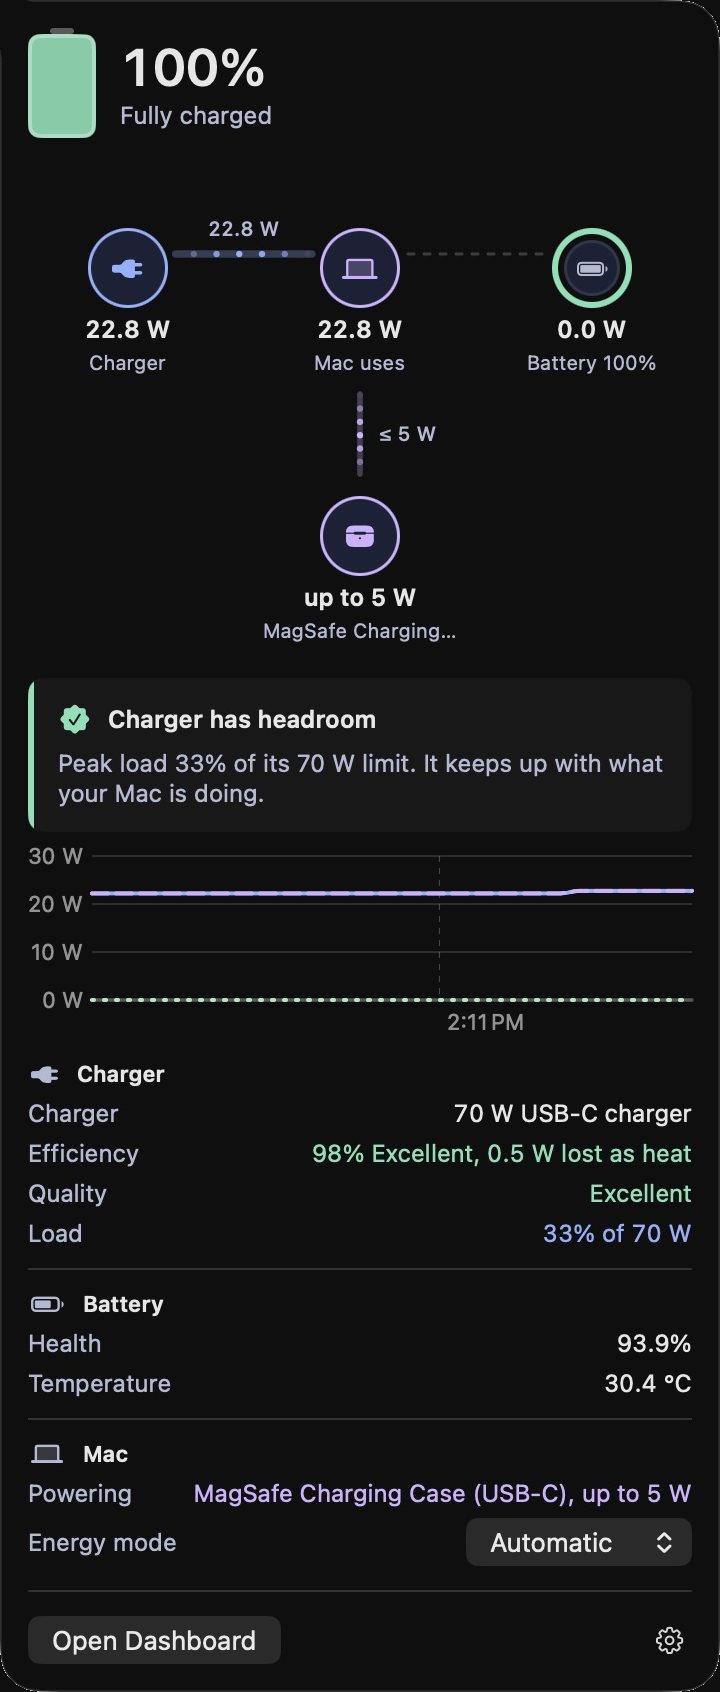 100%
Fully charged
22.8 W
22.8 W
Charger
22.8 W
Mac uses
0.0 W
Battery 100%
≤ 5 W
up to 5 W
MagSafe Charging...
Charger has headroom
Peak load 33% of its 70 W limit. It keeps up with what
your Mac is doing.
30 W
20 W
10 W
0 W
2:11 PM
Charger
Charger 70 W USB-C charger
Efficiency 98% Excellent, 0.5 W lost as heat
Quality Excellent
Load 33% of 70 W
Battery
Health 93.9%
Temperature 30.4 °C
Mac
Powering MagSafe Charging Case (USB-C), up to 5 W
Energy mode Automatic
Open Dashboard